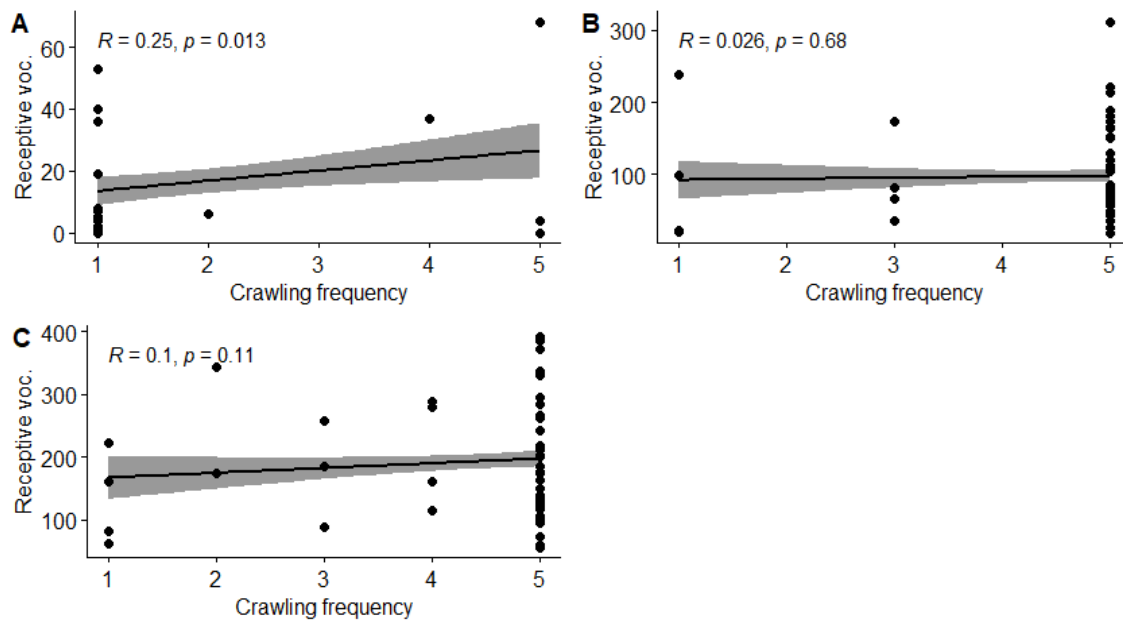 A
R = 0.25, p = 0.013
60
40
20
0
Receptive voc.
1 2 3 4 5
Crawling frequency
B
R = 0.026, p = 0.68
300
200
100
Receptive voc.
1 2 3 4 5
Crawling frequency
C
R = 0.1, p = 0.11
400
300
200
100
Receptive voc.
1 2 3 4 5
Crawling frequency